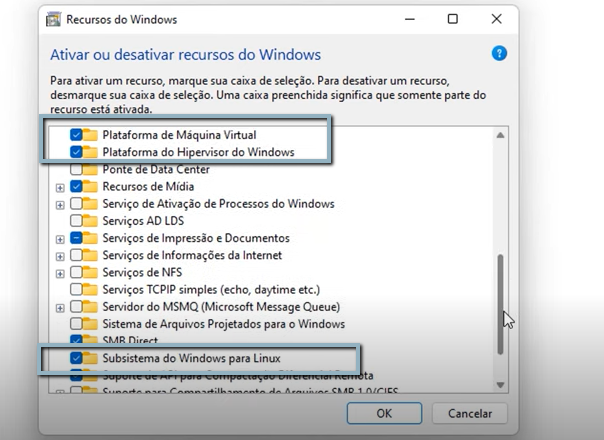 Recursos do Windows
Ativar ou desativar recursos do Windows
Para ativar um recurso, marque sua caixa de seleção. Para desativar um recurso,
desmarque sua caixa de seleção. Uma caixa preenchida significa que somente parte do
recurso está ativada.
Plataforma de Máquina Virtual
Plataforma do Hipervisor do Windows
Ponte de Data Center
Recursos de Mídia
Serviço de Ativação de Processos do Windows
Serviços AD LDS
Serviços de Impressão e Documentos
Serviços de Informações da Internet
Serviços de NFS
Serviços TCPIP simples (echo, daytime etc.)
Servidor do MSMQ (Microsoft Message Queue)
Sistema de Arquivos Projetados para o Windows
SMB Direct
Subsistema do Windows para Linux
Suporte de API para Compactação Diferencial Remota
Suporte para Compartilhamento de Arquivos SMB 1.0/CIFS
OK
Cancelar